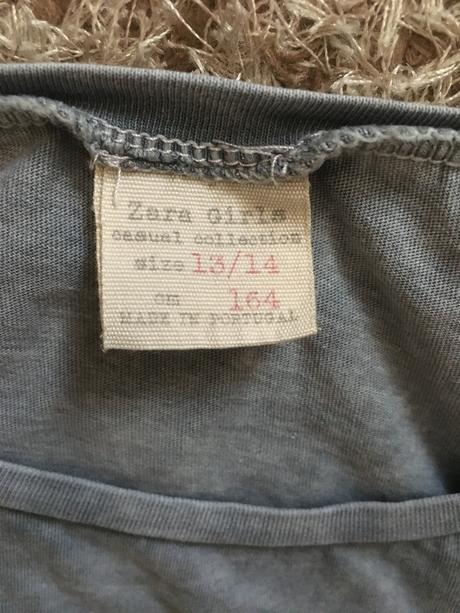 Zara Girls
casual collection
size 13/14
cm 164
MADE IN PORTUGAL